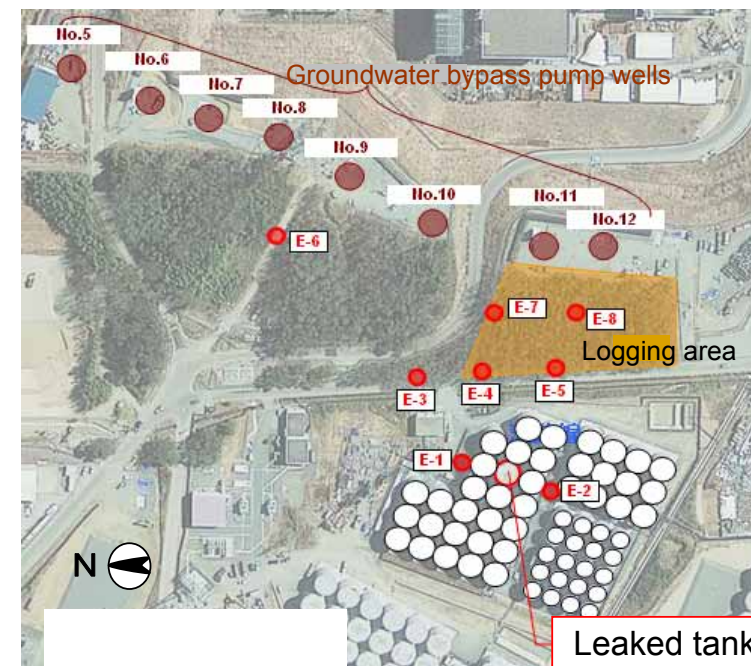 No.5
No.6
Groundwater bypass pump wells
No.7
No.8
No.9
No.10
No.11
No.12
E-6
E-7
E-8
Logging area
E-3
E-4
E-5
E-1
E-2
N
Leaked tank